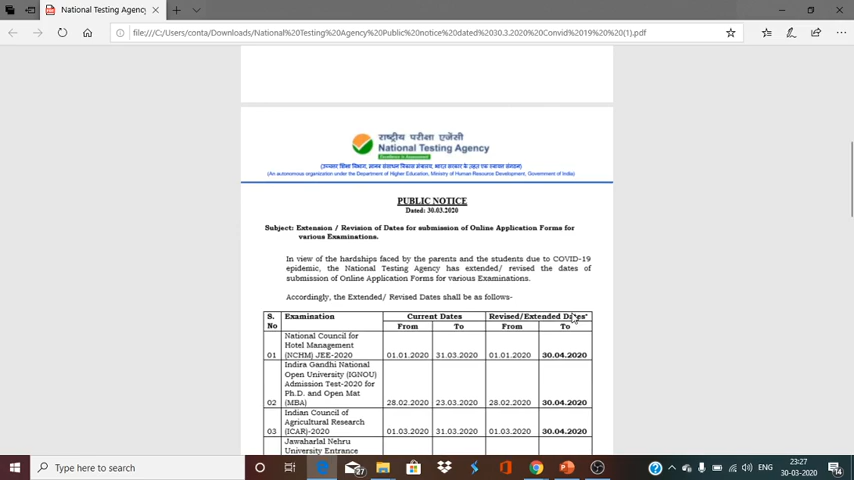 National Testing Agency
file:///C:/Users/conta/Downloads/National%20Testing%20Agency%20Public%20notice%20dated%2030.3.2020%20Convid%2019%20%20(1).pdf
राष्ट्रीय परीक्षा एजेंसी
National Testing Agency
Excellence in Assessment
(An autonomous organization under the Department of Higher Education, Ministry of Human Resource Development, Government of India)
PUBLIC NOTICE
Dated: 30.03.2020
Subject: Extension / Revision of Dates for submission of Online Application Forms for
various Examinations.
In view of the hardships faced by the parents and the students due to COVID-19
epidemic, the National Testing Agency has extended/ revised the dates of
submission of Online Application Forms for various Examinations.
Accordingly, the Extended/ Revised Dates shall be as follows-
S. No Examination Current Dates Revised/Extended Dates*
From To From To
National Council for
Hotel Management
01 (NCHM) JEE-2020 01.01.2020 31.03.2020 01.01.2020 30.04.2020
Indira Gandhi National
Open University (IGNOU)
Admission Test-2020 for
Ph.D. and Open Mat
02 (MBA) 28.02.2020 23.03.2020 28.02.2020 30.04.2020
Indian Council of
Agricultural Research
03 (ICAR)-2020 01.03.2020 31.03.2020 01.03.2020 30.04.2020
Jawaharlal Nehru
University Entrance
Type here to search
27
ENG
23:27
30-03-2020
14